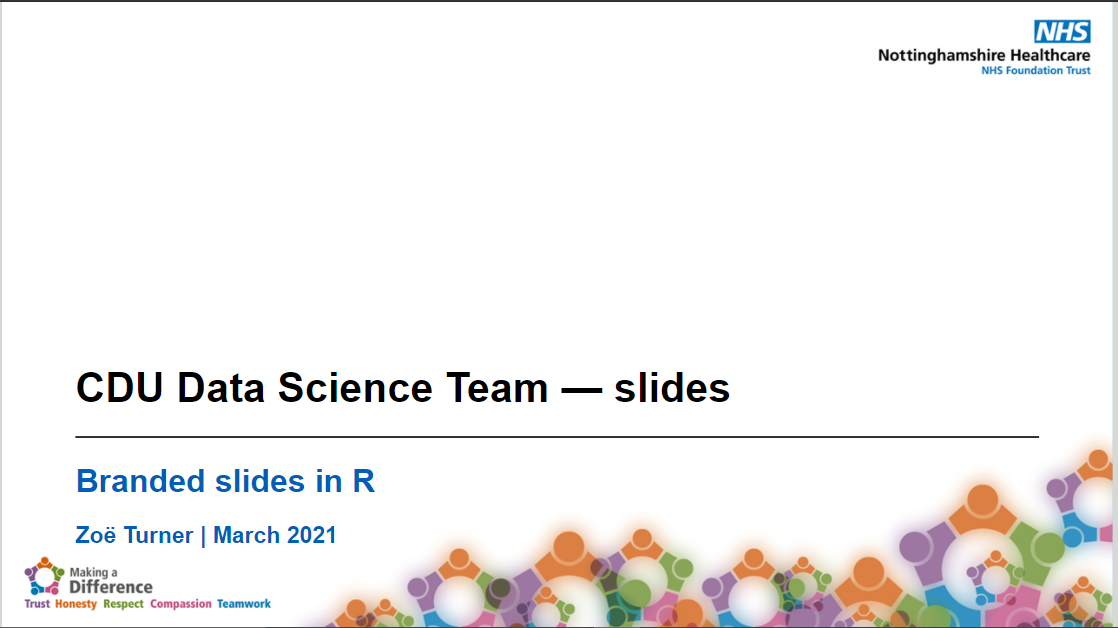 NHS
Nottinghamshire Healthcare
NHS Foundation Trust
CDU Data Science Team — slides
Branded slides in R
Zoë Turner | March 2021
Making a
Difference
Trust Honesty Respect Compassion Teamwork